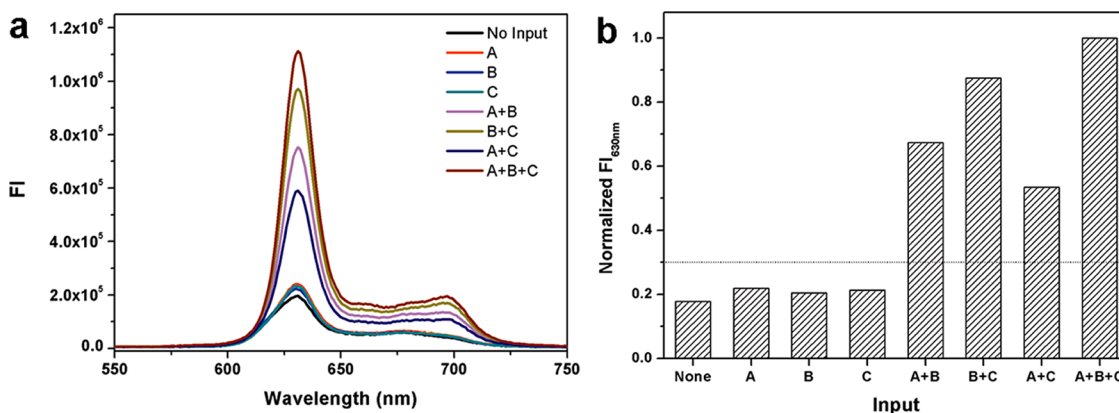 a
FI
1.2x10⁶
1.0x10⁶
8.0x10⁵
6.0x10⁵
4.0x10⁵
2.0x10⁵
0.0
550
600
650
700
750
Wavelength (nm)
No Input
A
B
C
A+B
B+C
A+C
A+B+C
b
Normalized FI₆₃₀ₙₘ
1.0
0.8
0.6
0.4
0.2
0.0
None
A
B
C
A+B
B+C
A+C
A+B+C
Input